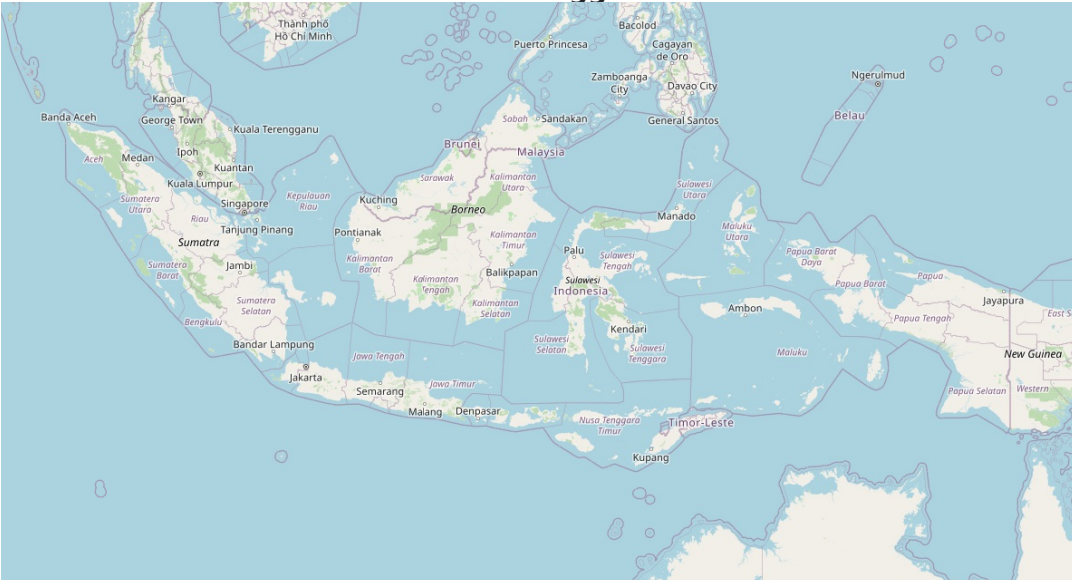 Thành phố
Hồ Chí Minh
Bacolod
Puerto Princesa
Cagayan
de Oro
Zamboanga
City
Davao City
Ngerulmud
Kangar
Banda Aceh
George Town
Kuala Terengganu
Sabah
Sandakan
General Santos
Belau
Brunei
Malaysia
Ipoh
Aceh
Medan
Kuantan
Kuala Lumpur
Sarawak
Kalimantan
Utara
Sulawesi
Utara
Sumatera
Utara
Kepulauan
Riau
Kuching
Singapore
Borneo
Riau
Manado
Tanjung Pinang
Pontianak
Maluku
Utara
Sumatra
Kalimantan
Timur
Palu
Papua Barat
Daya
Sulawesi
Tengah
Sumatera
Barat
Jambi
Kalimantan
Barat
Balikpapan
Papua
Kalimantan
Tengah
Sulawesi
Indonesia
Papua Barat
Sumatera
Selatan
Kalimantan
Selatan
Jayapura
Ambon
Papua Tengah
East S
Bengkulu
Kendari
Bandar Lampung
Sulawesi
Selatan
Sulawesi
Tenggara
Maluku
New Guinea
Jawa Tengah
Jakarta
Semarang
Jawa Timur
Papua Selatan
Western
Malang
Denpasar
Nusa Tenggara
Timur
Timor-Leste
Kupang